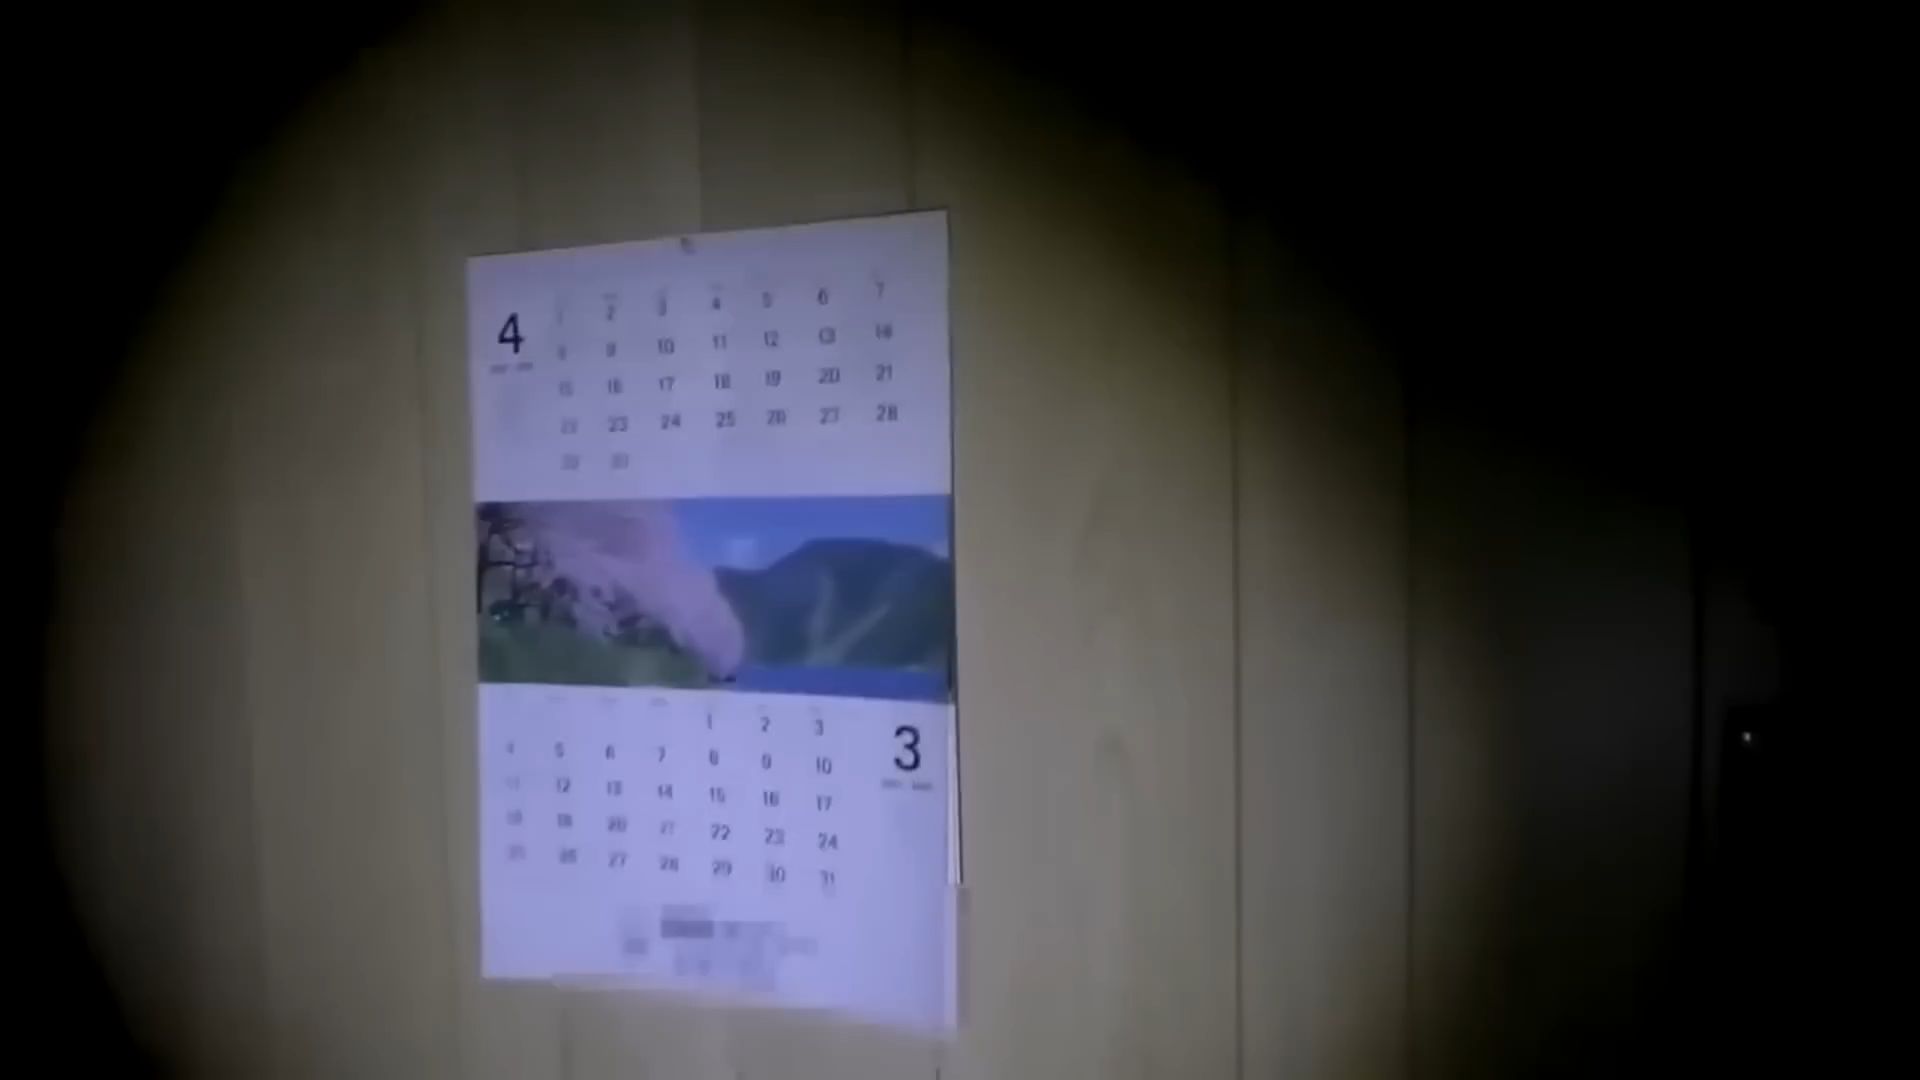 4
1 2 3 4 5 6 7
8 9 10 11 12 13 14
15 16 17 18 19 20 21
22 23 24 25 26 27 28
29 30
1 2 3
3
4 5 6 7 8 9 10
11 12 13 14 15 16 17
18 19 20 21 22 23 24
25 26 27 28 29 30 31